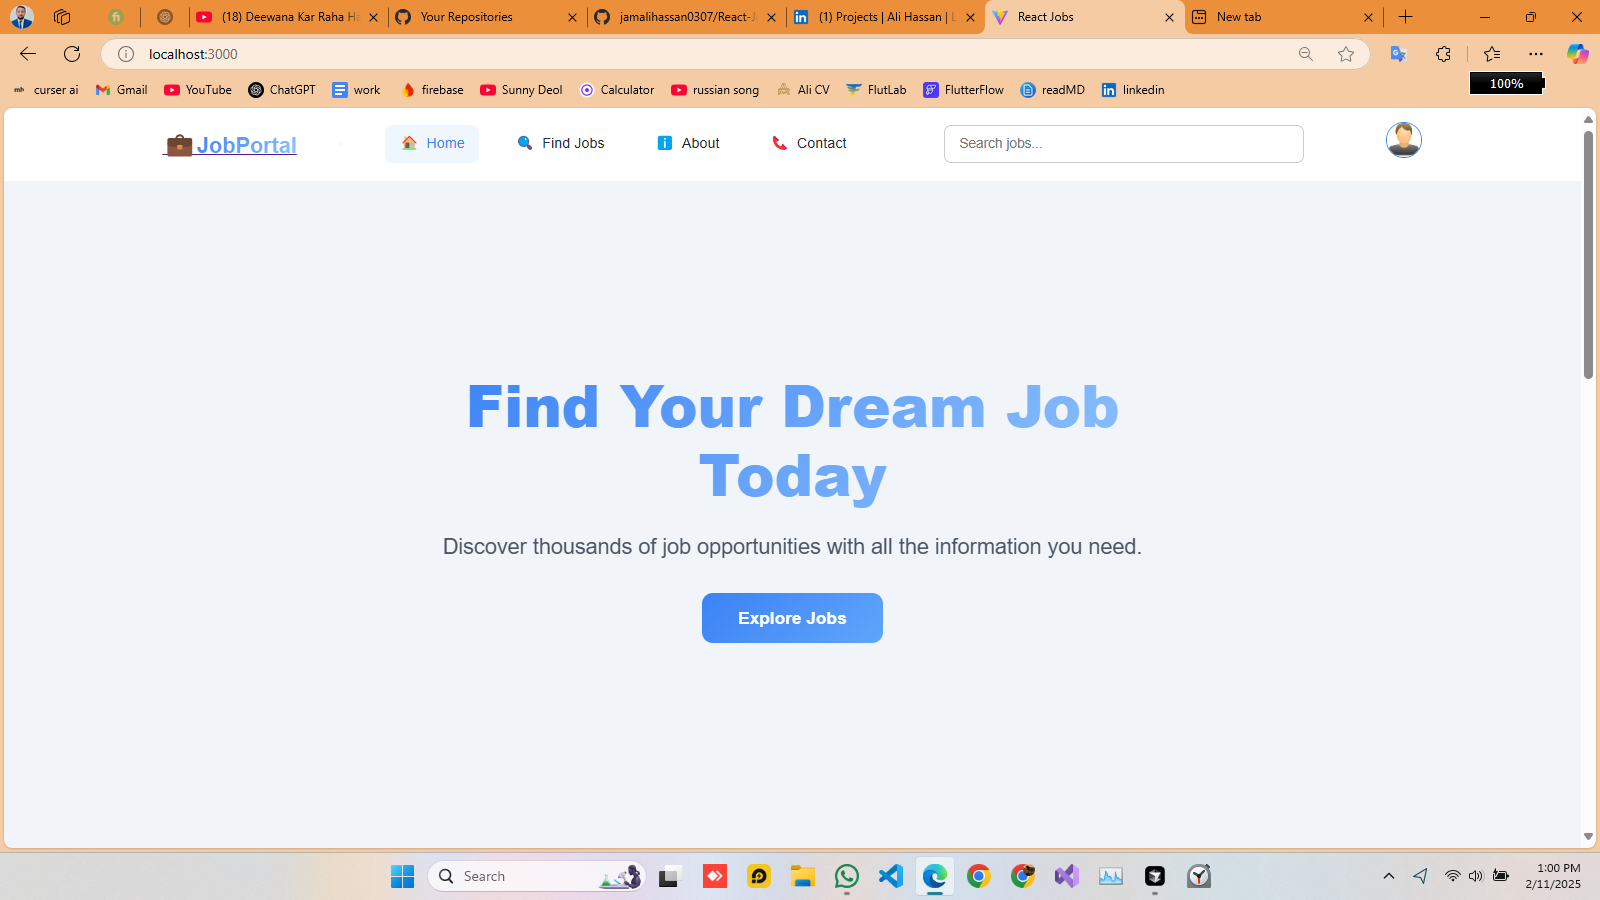 (18) Deewana Kar Raha Ha
Your Repositories
jamalihassan0307/React-Jo
(1) Projects | Ali Hassan | L
React Jobs
New tab
localhost:3000
100%
curser ai
Gmail
YouTube
ChatGPT
work
firebase
Sunny Deol
Calculator
russian song
Ali CV
FlutLab
FlutterFlow
readMD
linkedin
JobPortal
Home
Find Jobs
About
Contact
Search jobs...
Find Your Dream Job
Today
Discover thousands of job opportunities with all the information you need.
Explore Jobs
Search
1:00 PM
2/11/2025